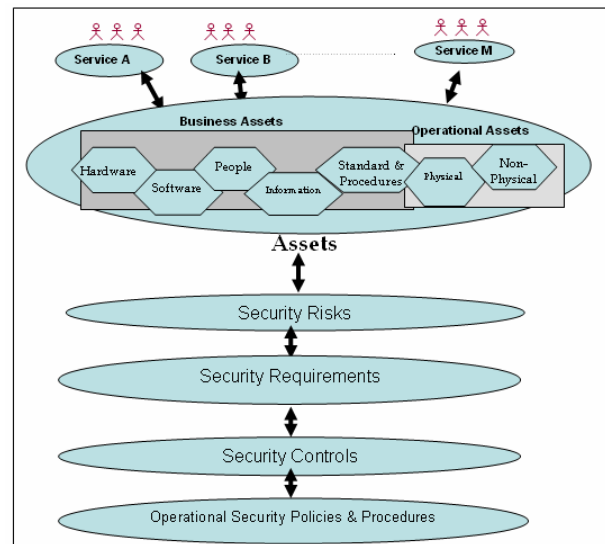 Service A
Service B
Service M
Business Assets
Operational Assets
Hardware
Software
People
Information
Standard &
Procedures
Physical
Non-
Physical
Assets
Security Risks
Security Requirements
Security Controls
Operational Security Policies & Procedures